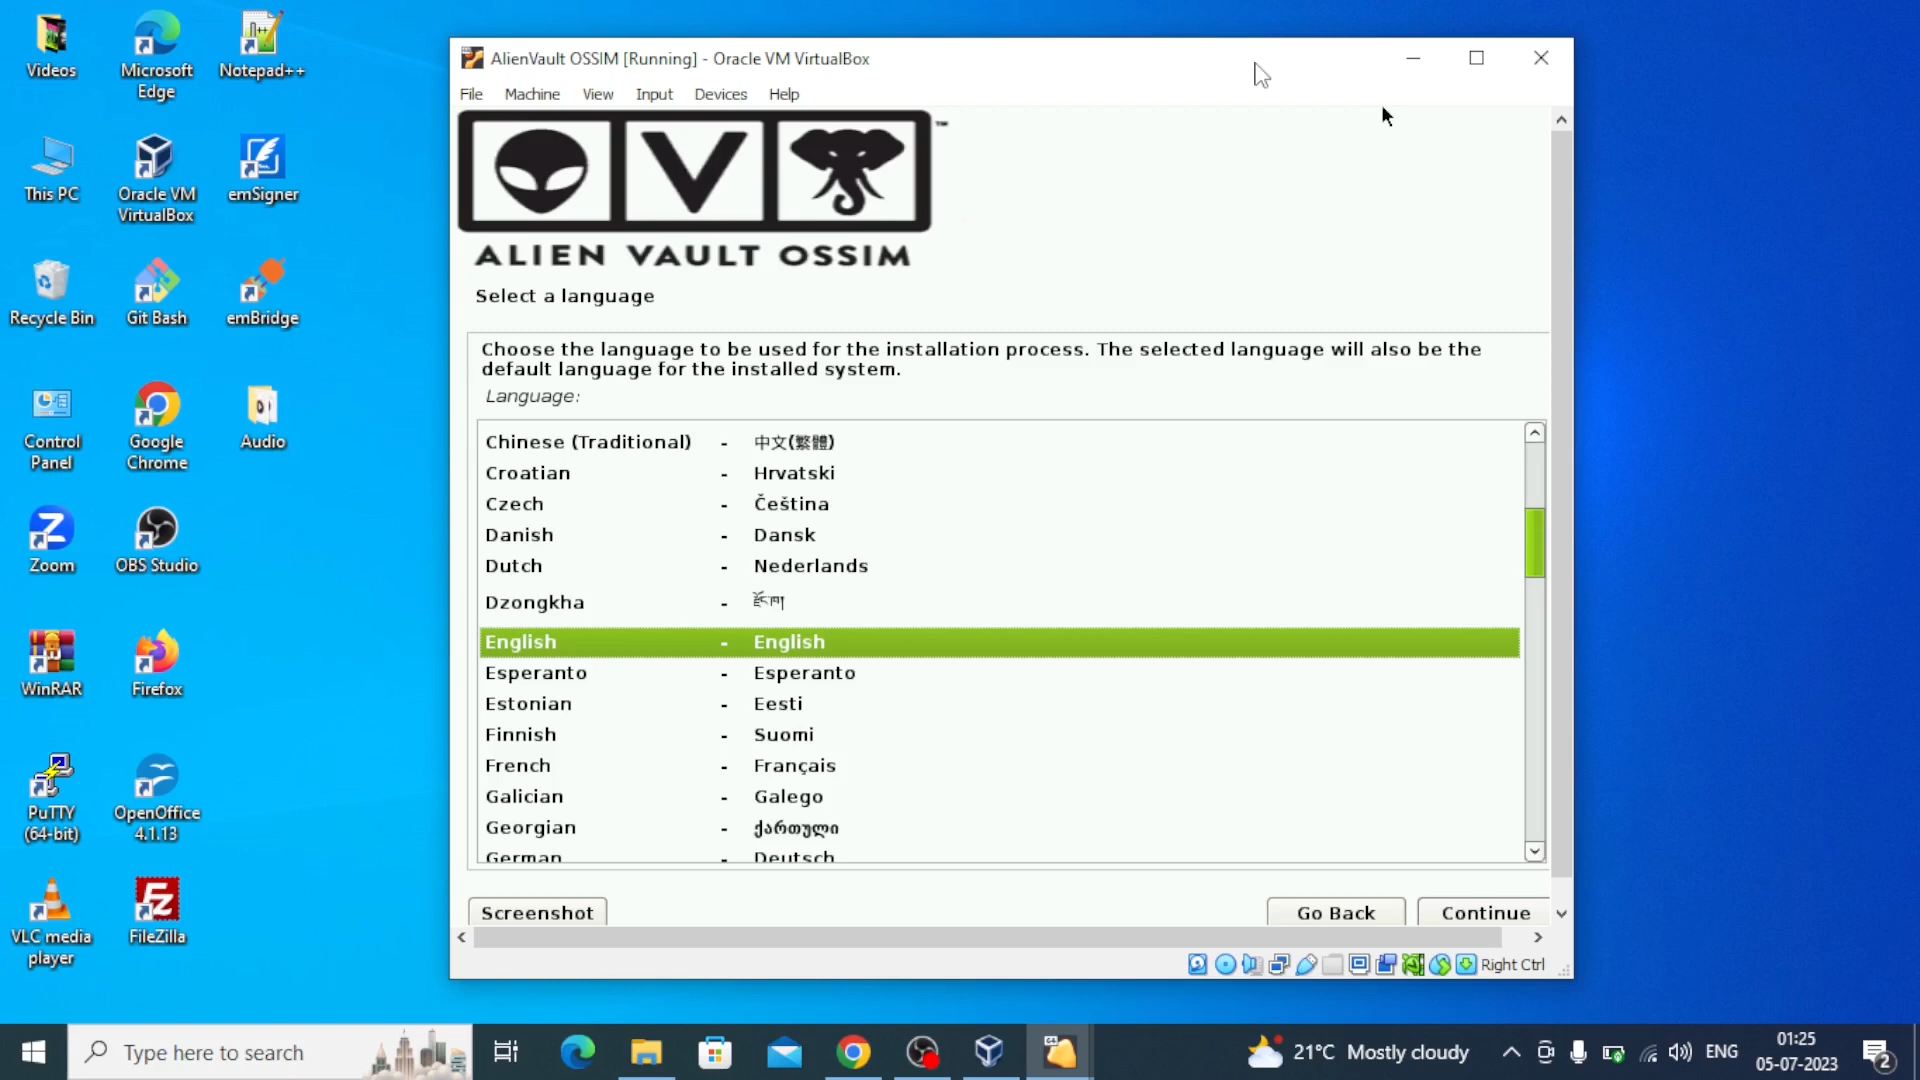 Videos
Microsoft
Edge
Notepad++
This PC
Oracle VM
VirtualBox
emSigner
Recycle Bin
Git Bash
emBridge
Control
Panel
Google
Chrome
Audio
Zoom
OBS Studio
WinRAR
Firefox
PuTTY
(64-bit)
OpenOffice
4.1.13
VLC media
player
FileZilla
AlienVault OSSIM [Running] - Oracle VM VirtualBox
File Machine View Input Devices Help
V ™
ALIEN VAULT OSSIM
Select a language
Choose the language to be used for the installation process. The selected language will also be the
default language for the installed system.
Language:
Chinese (Traditional) - 中文(繁體)
Croatian - Hrvatski
Czech - Čeština
Danish - Dansk
Dutch - Nederlands
Dzongkha - རྫོང་ཁ།
English - English
Esperanto - Esperanto
Estonian - Eesti
Finnish - Suomi
French - Français
Galician - Galego
Georgian - ქართული
German - Deutsch
Screenshot Go Back Continue
Right Ctrl
Type here to search
21°C Mostly cloudy
ENG
01:25
05-07-2023
2